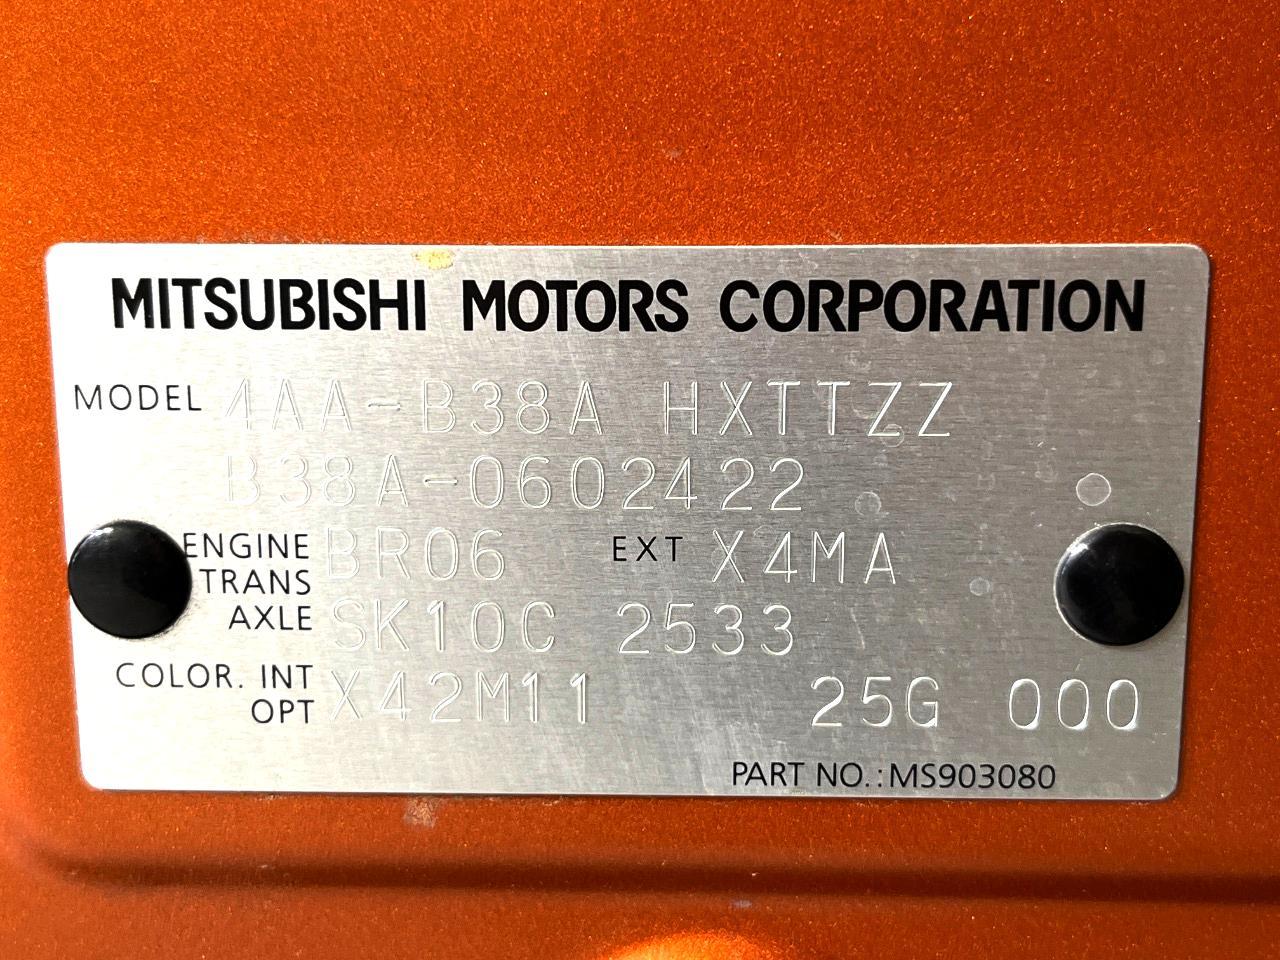 MITSUBISHI MOTORS CORPORATION
MODEL 4AA-B38A HXTTZZ
B38A-0602422
ENGINE BR06 EXT X4MA
TRANS
AXLE SK10C 2533
COLOR. INT
OPT X42M11 25G 000
PART NO.: MS903080